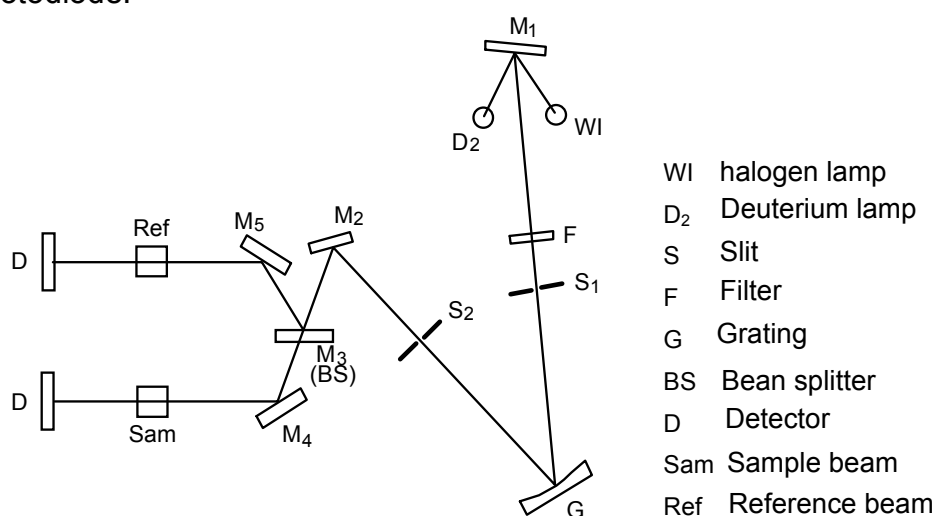 M1
D2
WI
F
S1
M2
M5
Ref
D
S2
M3
(BS)
D
Sam
M4
G
WI halogen lamp
D2 Deuterium lamp
S Slit
F Filter
G Grating
BS Bean splitter
D Detector
Sam Sample beam
Ref Reference beam